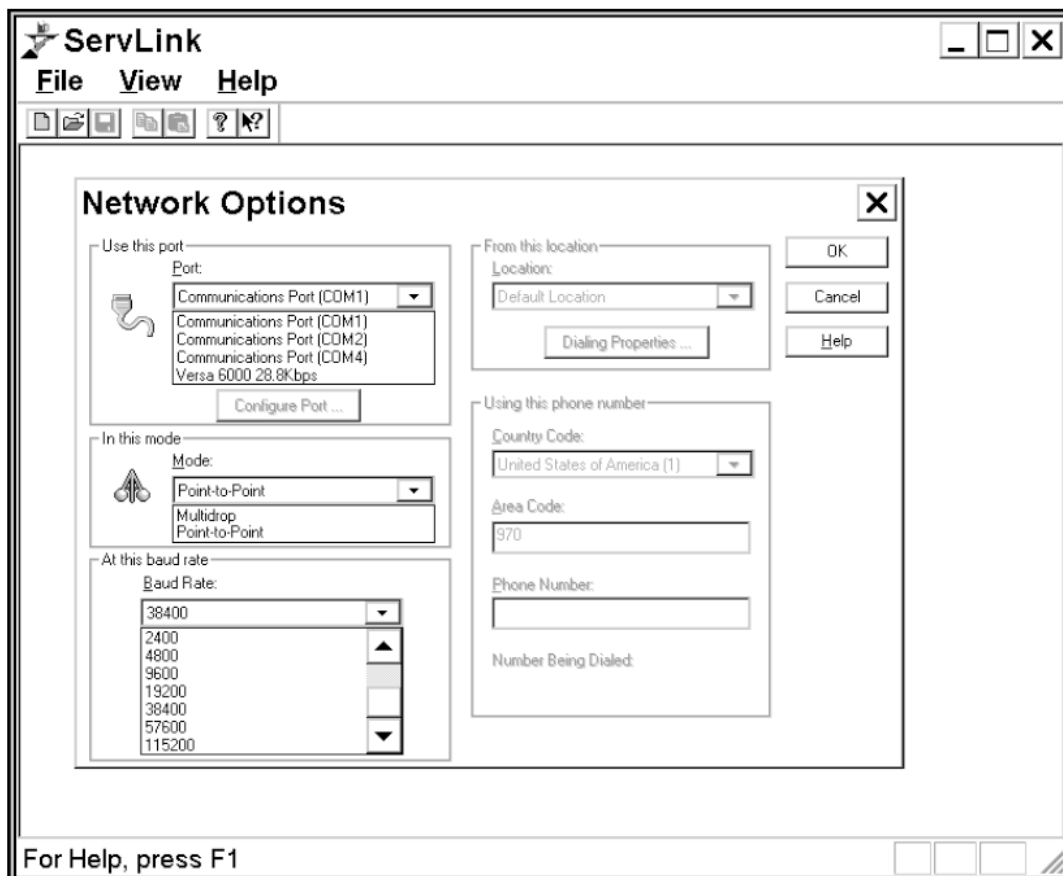 ServLink
File View Help
Network Options
Use this port
Port:
Communications Port (COM1)
Communications Port (COM1)
Communications Port (COM2)
Communications Port (COM4)
Versa 6000 28.8Kbps
Configure Port ...
In this mode
Mode:
Point-to-Point
Multidrop
Point-to-Point
At this baud rate
Baud Rate:
38400
2400
4800
9600
19200
38400
57600
115200
From this location
Location:
Default Location
Dialing Properties ...
Using this phone number
Country Code:
United States of America (1)
Area Code:
970
Phone Number:
Number Being Dialed:
OK
Cancel
Help
For Help, press F1